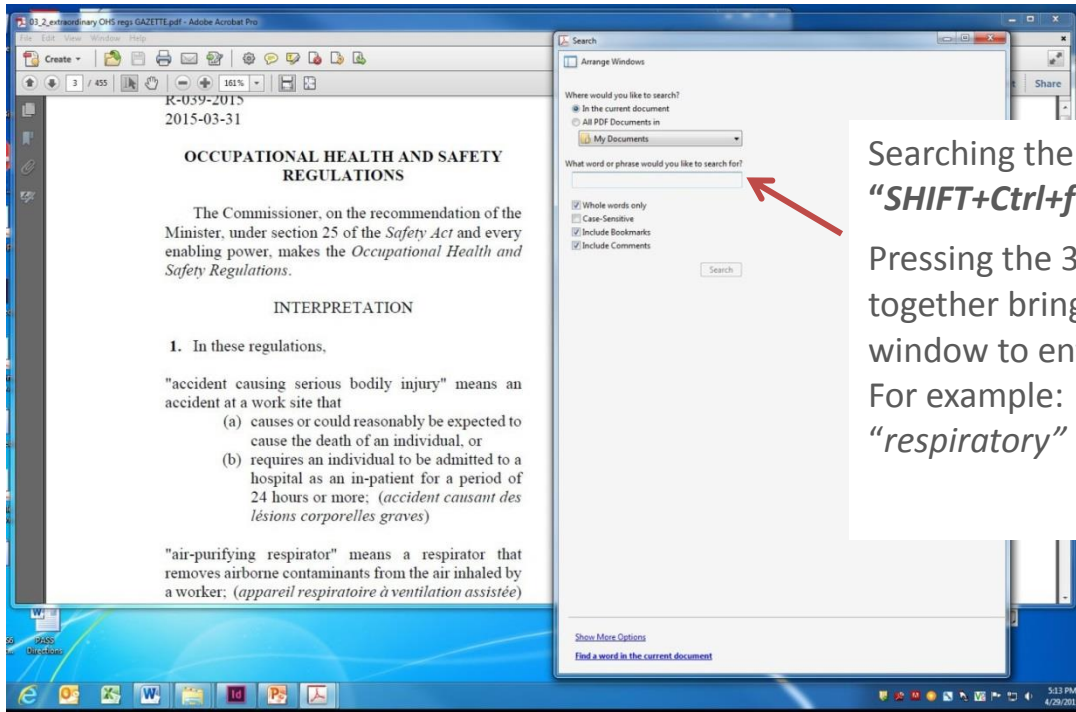 03_2_extraordinary OHS regs GAZETTE.pdf - Adobe Acrobat Pro
File Edit View Window Help
Create
3 / 455
161%
Share
R-039-2015
2015-03-31
OCCUPATIONAL HEALTH AND SAFETY
REGULATIONS
The Commissioner, on the recommendation of the
Minister, under section 25 of the Safety Act and every
enabling power, makes the Occupational Health and
Safety Regulations.
INTERPRETATION
1. In these regulations,
"accident causing serious bodily injury" means an
accident at a work site that
(a) causes or could reasonably be expected to
cause the death of an individual, or
(b) requires an individual to be admitted to a
hospital as an in-patient for a period of
24 hours or more; (accident causant des
lésions corporelles graves)
"air-purifying respirator" means a respirator that
removes airborne contaminants from the air inhaled by
a worker; (appareil respiratoire à ventilation assistée)
Search
Arrange Windows
Where would you like to search?
In the current document
All PDF Documents in
My Documents
What word or phrase would you like to search for?
Whole words only
Case-Sensitive
Include Bookmarks
Include Comments
Search
Show More Options
Find a word in the current document
Searching the
“SHIFT+Ctrl+f
Pressing the 3
together bring
window to en
For example:
“respiratory”
PASS
Directions
5:13 PM
4/29/201